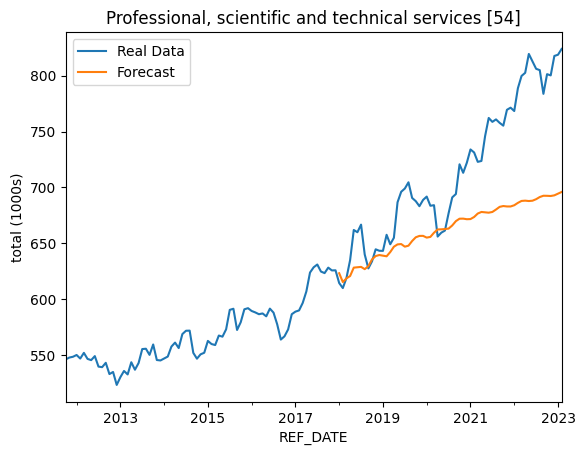 Professional, scientific and technical services [54]
Real Data
Forecast
total (1000s)
800
750
700
650
600
550
2013
2015
2017
2019
2021
2023
REF_DATE